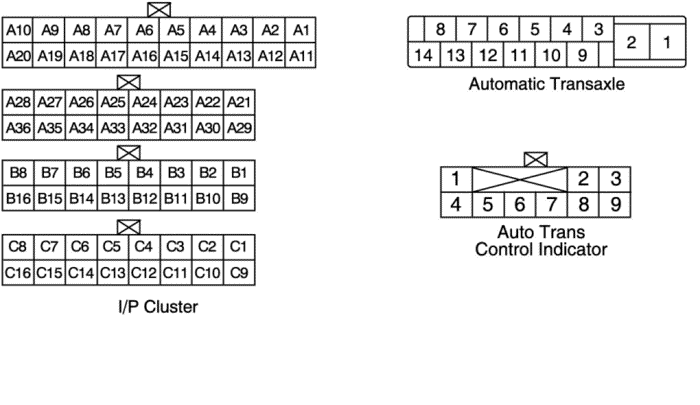 A10 A9 A8 A7 A6 A5 A4 A3 A2 A1
A20 A19 A18 A17 A16 A15 A14 A13 A12 A11
A28 A27 A26 A25 A24 A23 A22 A21
A36 A35 A34 A33 A32 A31 A30 A29
B8 B7 B6 B5 B4 B3 B2 B1
B16 B15 B14 B13 B12 B11 B10 B9
C8 C7 C6 C5 C4 C3 C2 C1
C16 C15 C14 C13 C12 C11 C10 C9
I/P Cluster
8 7 6 5 4 3
2 1
14 13 12 11 10 9
Automatic Transaxle
1 2 3
4 5 6 7 8 9
Auto Trans
Control Indicator